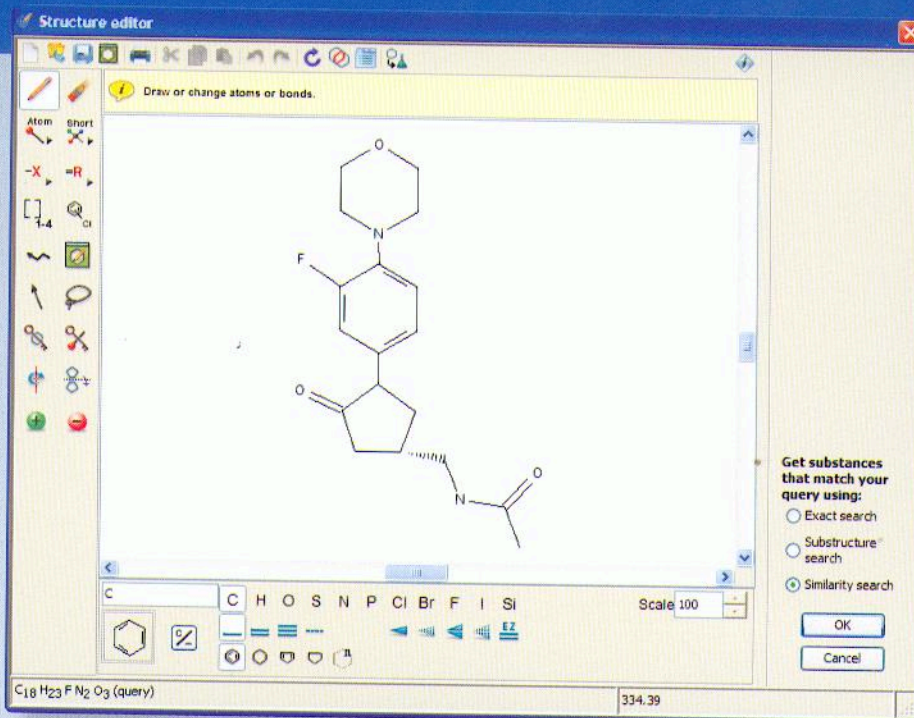 Structure editor
Draw or change atoms or bonds.
Atom Short
-X =R
[ ] 1-4 Cl
O
N
F
O
O
N
Get substances
that match your
query using:
Exact search
Substructure
search
Similarity search
C
C H O S N P Cl Br F I Si
Scale 100
EZ
n
OK
Cancel
C18 H23 F N2 O3 (query)
334.39